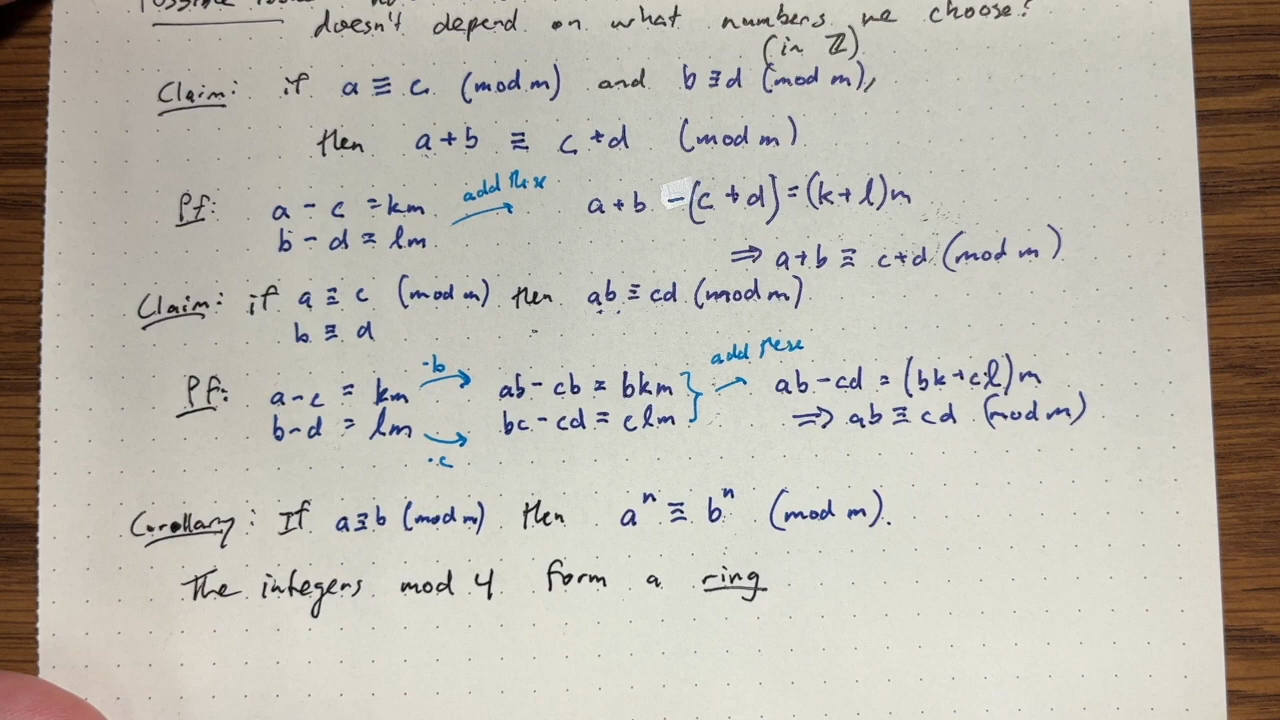 Possible
doesn't depend on what numbers we choose?
(in ℤ)
Claim: if a ≡ c (mod m) and b ≡ d (mod m),
then a+b ≡ c+d (mod m)
Pf: a - c = km add these a+b -(c+d) = (k+l)m
b - d = lm
⇒ a+b ≡ c+d (mod m)
Claim: if a ≡ c (mod m) then ab ≡ cd (mod m)
b ≡ d
add these
Pf: a-c = km ·b ab - cb = bkm } ab-cd = (bk+cl)m
b-d = lm ·c bc - cd = clm ⇒ ab ≡ cd (mod m)
Corollary: If a≡b (mod m) then aⁿ ≡ bⁿ (mod m).
The integers mod 4 form a ring